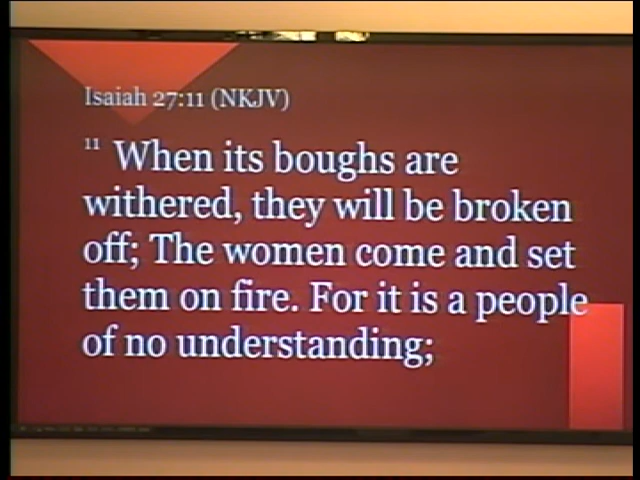 Isaiah 27:11 (NKJV)
11 When its boughs are
withered, they will be broken
off; The women come and set
them on fire. For it is a people
of no understanding;